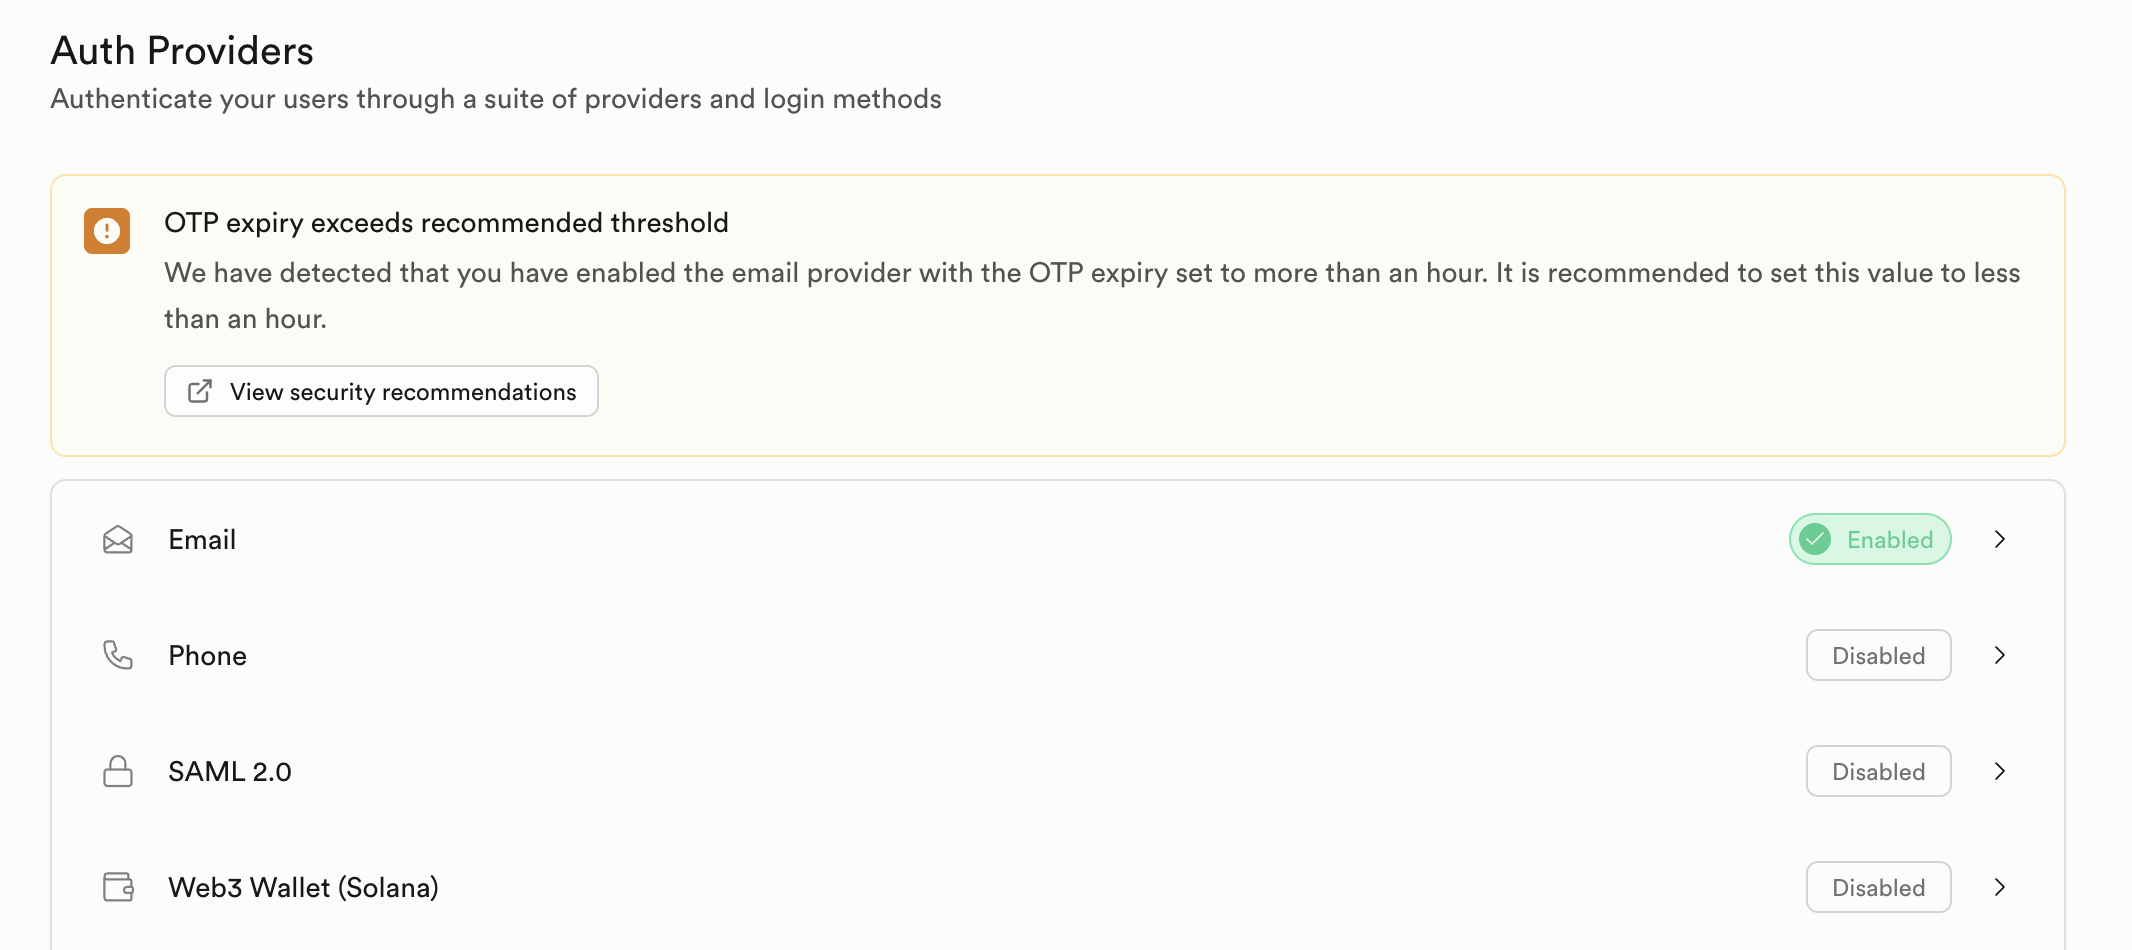 Auth Providers
Authenticate your users through a suite of providers and login methods
OTP expiry exceeds recommended threshold
We have detected that you have enabled the email provider with the OTP expiry set to more than an hour. It is recommended to set this value to less
than an hour.
View security recommendations
Email
Enabled
Phone
Disabled
SAML 2.0
Disabled
Web3 Wallet (Solana)
Disabled